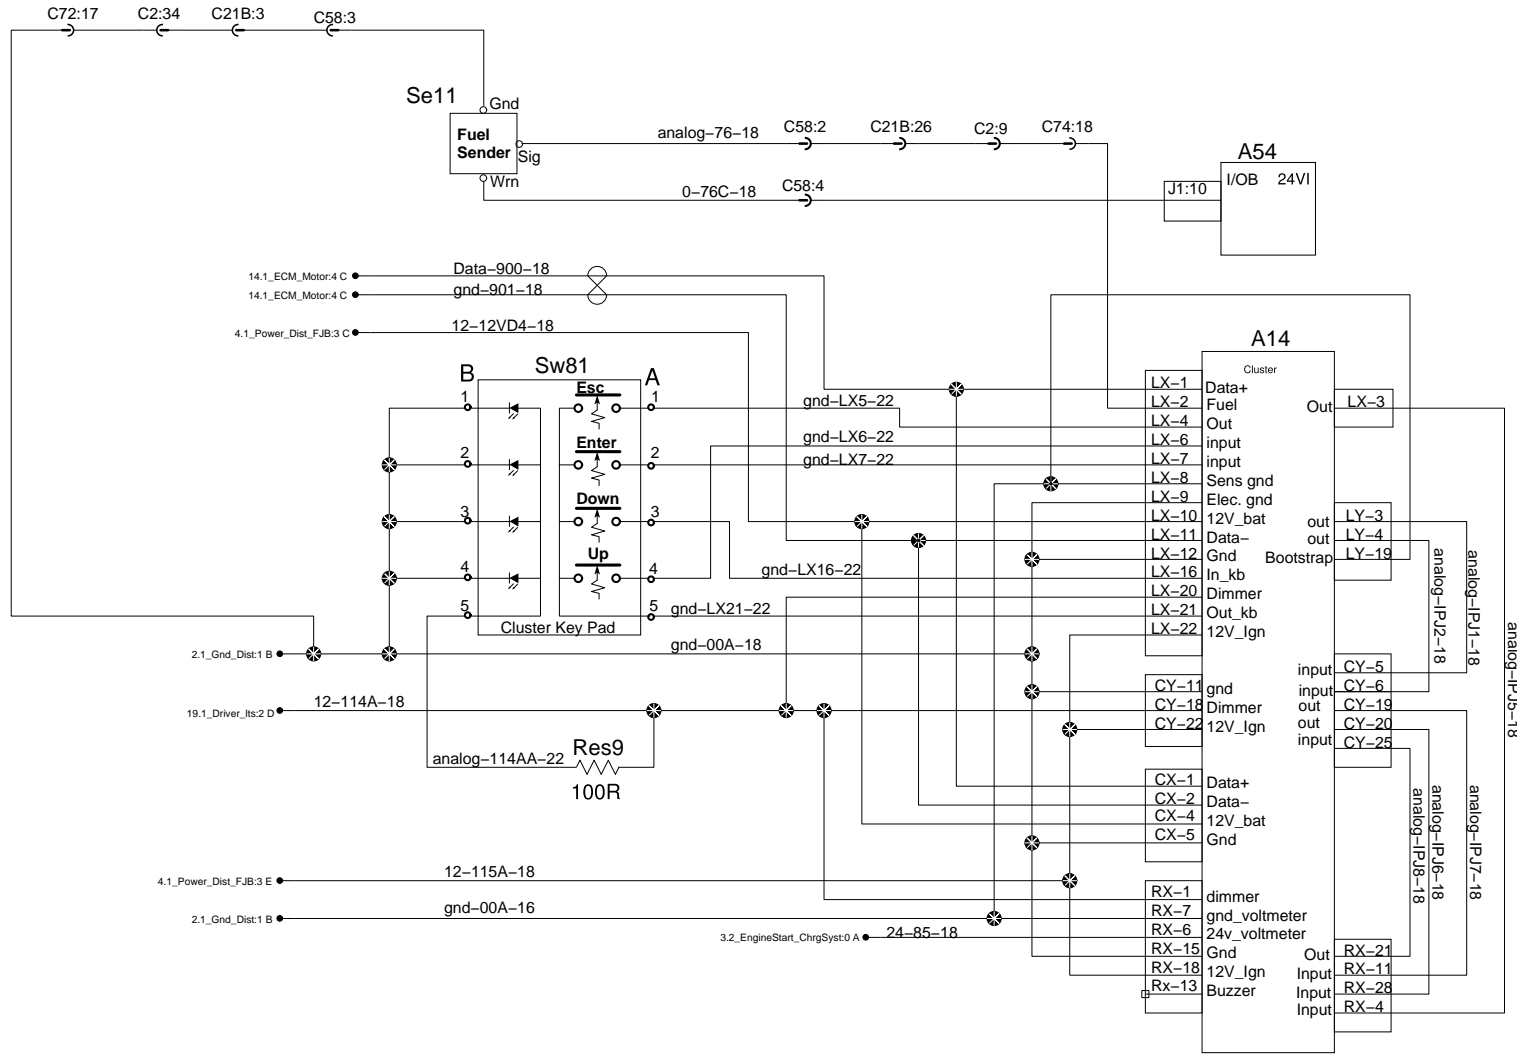 C72:17 C2:34 C21B:3 C58:3
Se11
Gnd
Fuel
Sender
Sig
Wrn
analog-76-18 C58:2 C21B:26 C2:9 C74:18
0-76C-18 C58:4
A54
J1:10 I/OB 24VI
14.1_ECM_Motor:4 C Data-900-18
14.1_ECM_Motor:4 C gnd-901-18
4.1_Power_Dist_FJB:3 C 12-12VD4-18
Sw81
B A
1 Esc 1 gnd-LX5-22
2 Enter 2 gnd-LX6-22
gnd-LX7-22
3 Down 3
4 Up 4 gnd-LX16-22
5 5 gnd-LX21-22
Cluster Key Pad
2.1_Gnd_Dist:1 B gnd-00A-18
19.1_Driver_lts:2 D 12-114A-18
analog-114AA-22 Res9
100R
4.1_Power_Dist_FJB:3 E 12-115A-18
2.1_Gnd_Dist:1 B gnd-00A-16
3.2_EngineStart_ChrgSyst:0 A 24-85-18
A14
Cluster
LX-1 Data+
LX-2 Fuel
LX-4 Out
LX-6 input
LX-7 input
LX-8 Sens gnd
LX-9 Elec. gnd
LX-10 12V_bat
LX-11 Data-
LX-12 Gnd
LX-16 In_kb
LX-20 Dimmer
LX-21 Out_kb
LX-22 12V_Ign
CY-11 gnd
CY-18 Dimmer
CY-22 12V_Ign
CX-1 Data+
CX-2 Data-
CX-4 12V_bat
CX-5 Gnd
RX-1 dimmer
RX-7 gnd_voltmeter
RX-6 24v_voltmeter
RX-15 Gnd
RX-18 12V_Ign
Rx-13 Buzzer
Out LX-3
out LY-3
out LY-4
Bootstrap LY-19
input CY-5
input CY-6
out CY-19
out CY-20
input CY-25
Out RX-21
Input RX-11
Input RX-28
Input RX-4
analog-IPJ2-18
analog-IPJ1-18
analog-IPJ5-18
analog-IPJ8-18
analog-IPJ6-18
analog-IPJ7-18